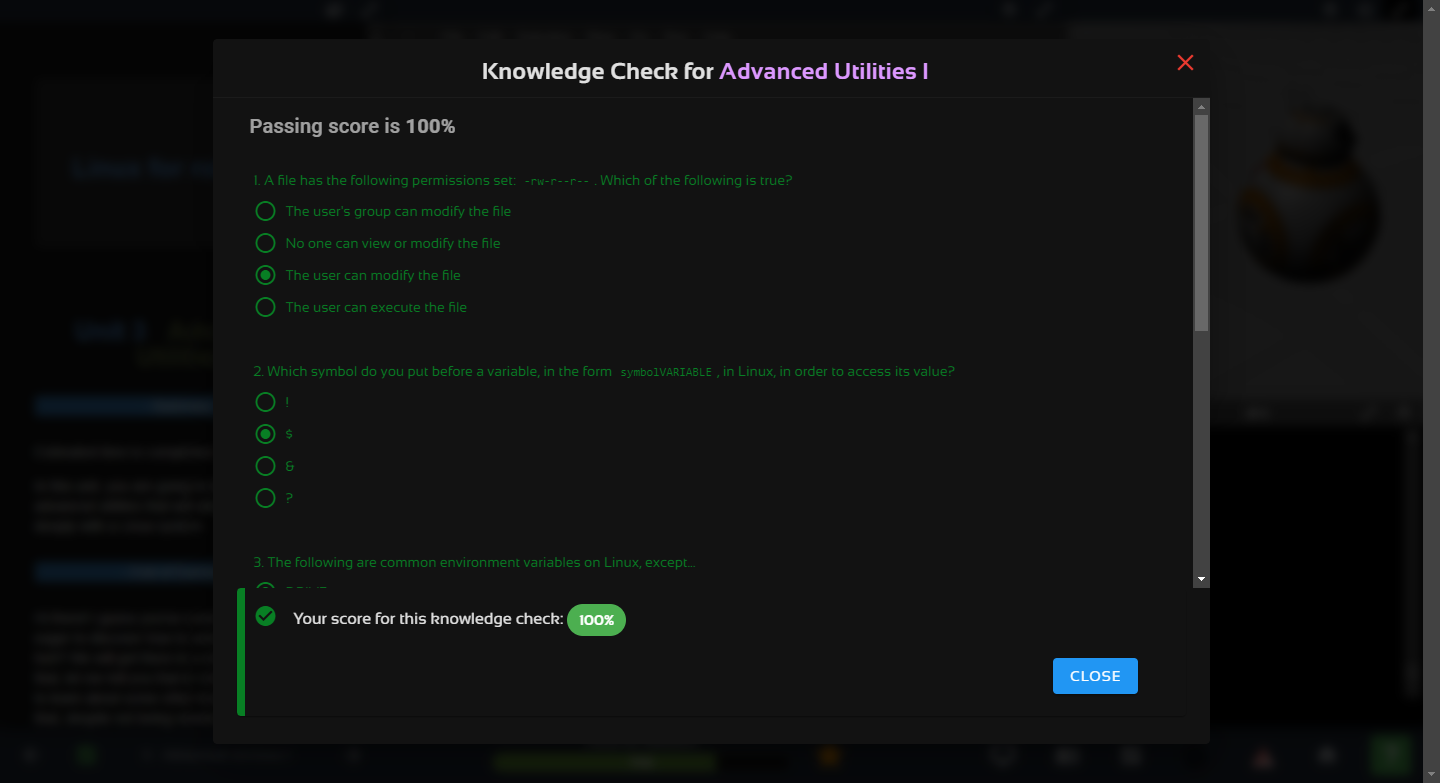 Knowledge Check for Advanced Utilities I
Passing score is 100%
1. A file has the following permissions set: -rw-r--r-- . Which of the following is true?
The user's group can modify the file
No one can view or modify the file
The user can modify the file
The user can execute the file
2. Which symbol do you put before a variable, in the form symbolVARIABLE , in Linux, in order to access its value?
!
$
&
?
3. The following are common environment variables on Linux, except...
Your score for this knowledge check: 100%
CLOSE